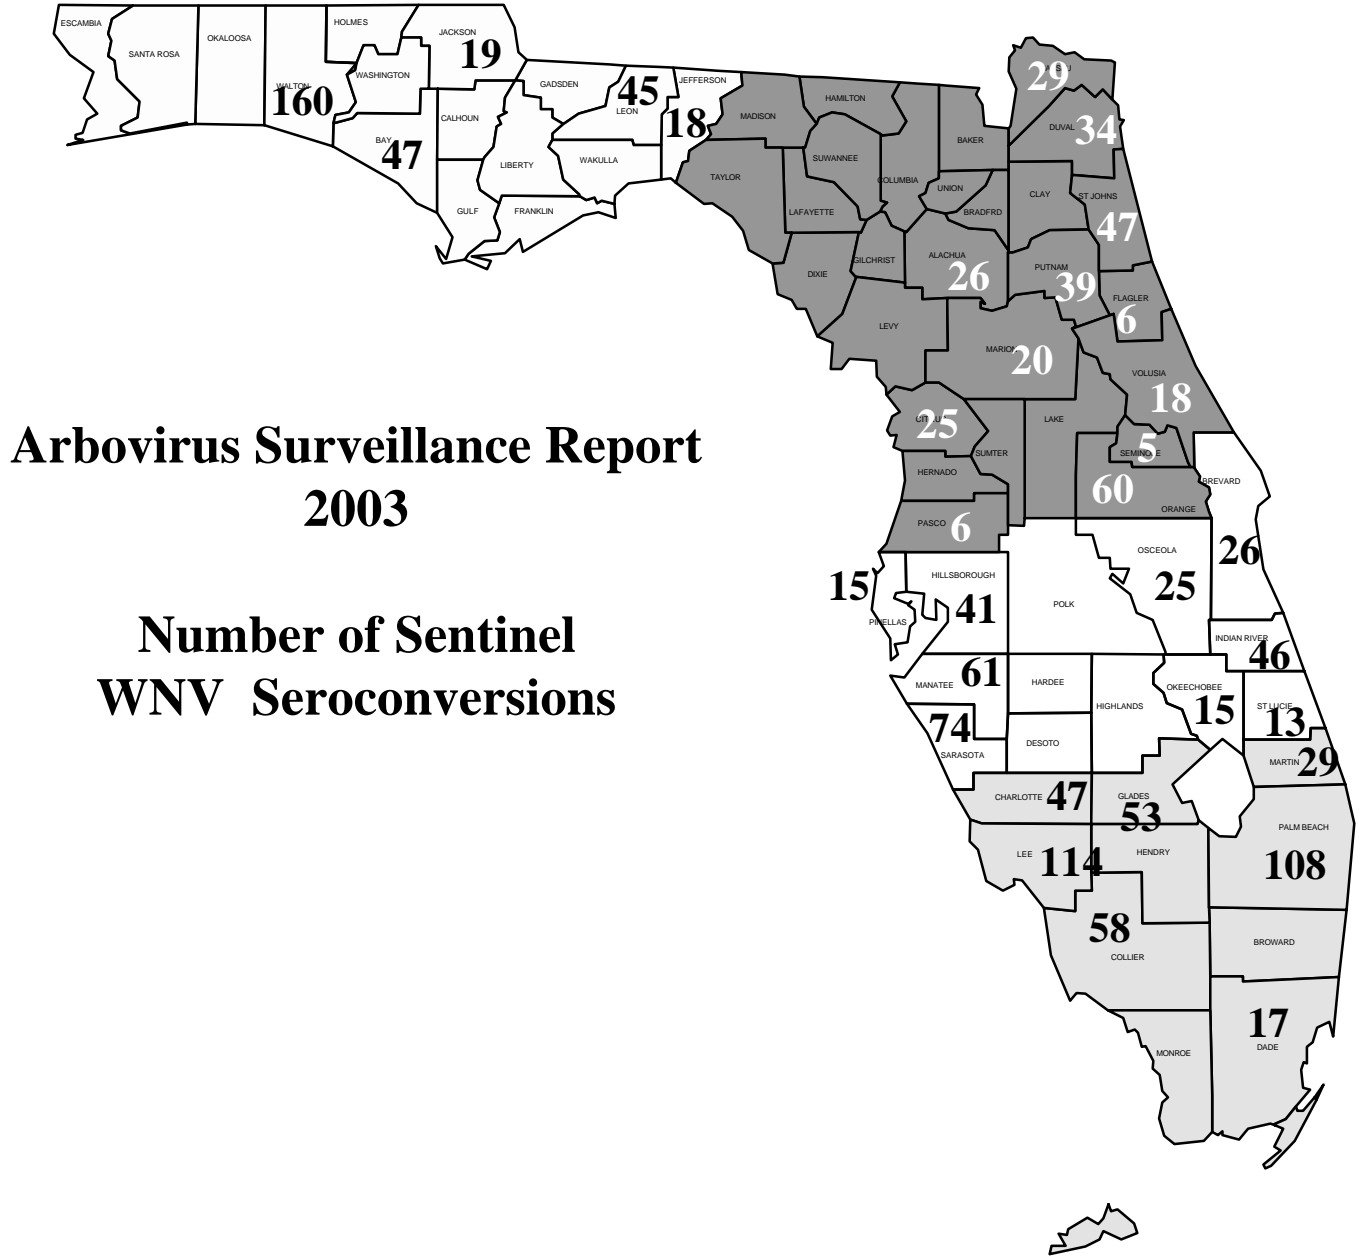 ESCAMBIA
SANTA ROSA
OKALOOSA
WALTON
160
HOLMES
WASHINGTON
JACKSON
19
BAY
47
CALHOUN
GULF
GADSDEN
LIBERTY
FRANKLIN
LEON
45
WAKULLA
JEFFERSON
18
MADISON
TAYLOR
HAMILTON
SUWANNEE
LAFAYETTE
DIXIE
COLUMBIA
GILCHRIST
BAKER
UNION
BRADFRD
29
DUVAL
34
CLAY
ST JOHNS
47
ALACHUA
26
PUTNAM
39
FLAGLER
6
LEVY
MARION
20
VOLUSIA
18
25
SUMTER
LAKE
SEMINOLE
5
HERNADO
60
ORANGE
PASCO
6
Arbovirus Surveillance Report
2003
Number of Sentinel
WNV Seroconversions
BREVARD
26
15
PINELLAS
HILLSBOROUGH
41
POLK
OSCEOLA
25
INDIAN RIVER
46
MANATEE
61
HARDEE
HIGHLANDS
OKEECHOBEE
15
ST LUCIE
13
74
SARASOTA
DESOTO
MARTIN
29
CHARLOTTE
47
GLADES
53
PALM BEACH
108
LEE
114
HENDRY
58
COLLIER
BROWARD
17
DADE
MONROE